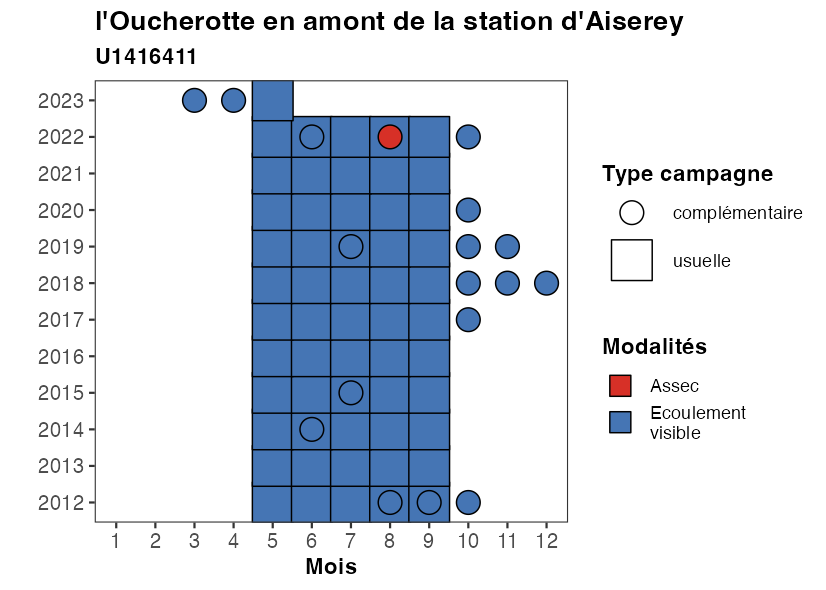 l'Oucherotte en amont de la station d'Aiserey
U1416411
2023
2022
2021
2020
2019
2018
2017
2016
2015
2014
2013
2012
1 2 3 4 5 6 7 8 9 10 11 12
Mois
Type campagne
complémentaire
usuelle
Modalités
Assec
Ecoulement
visible